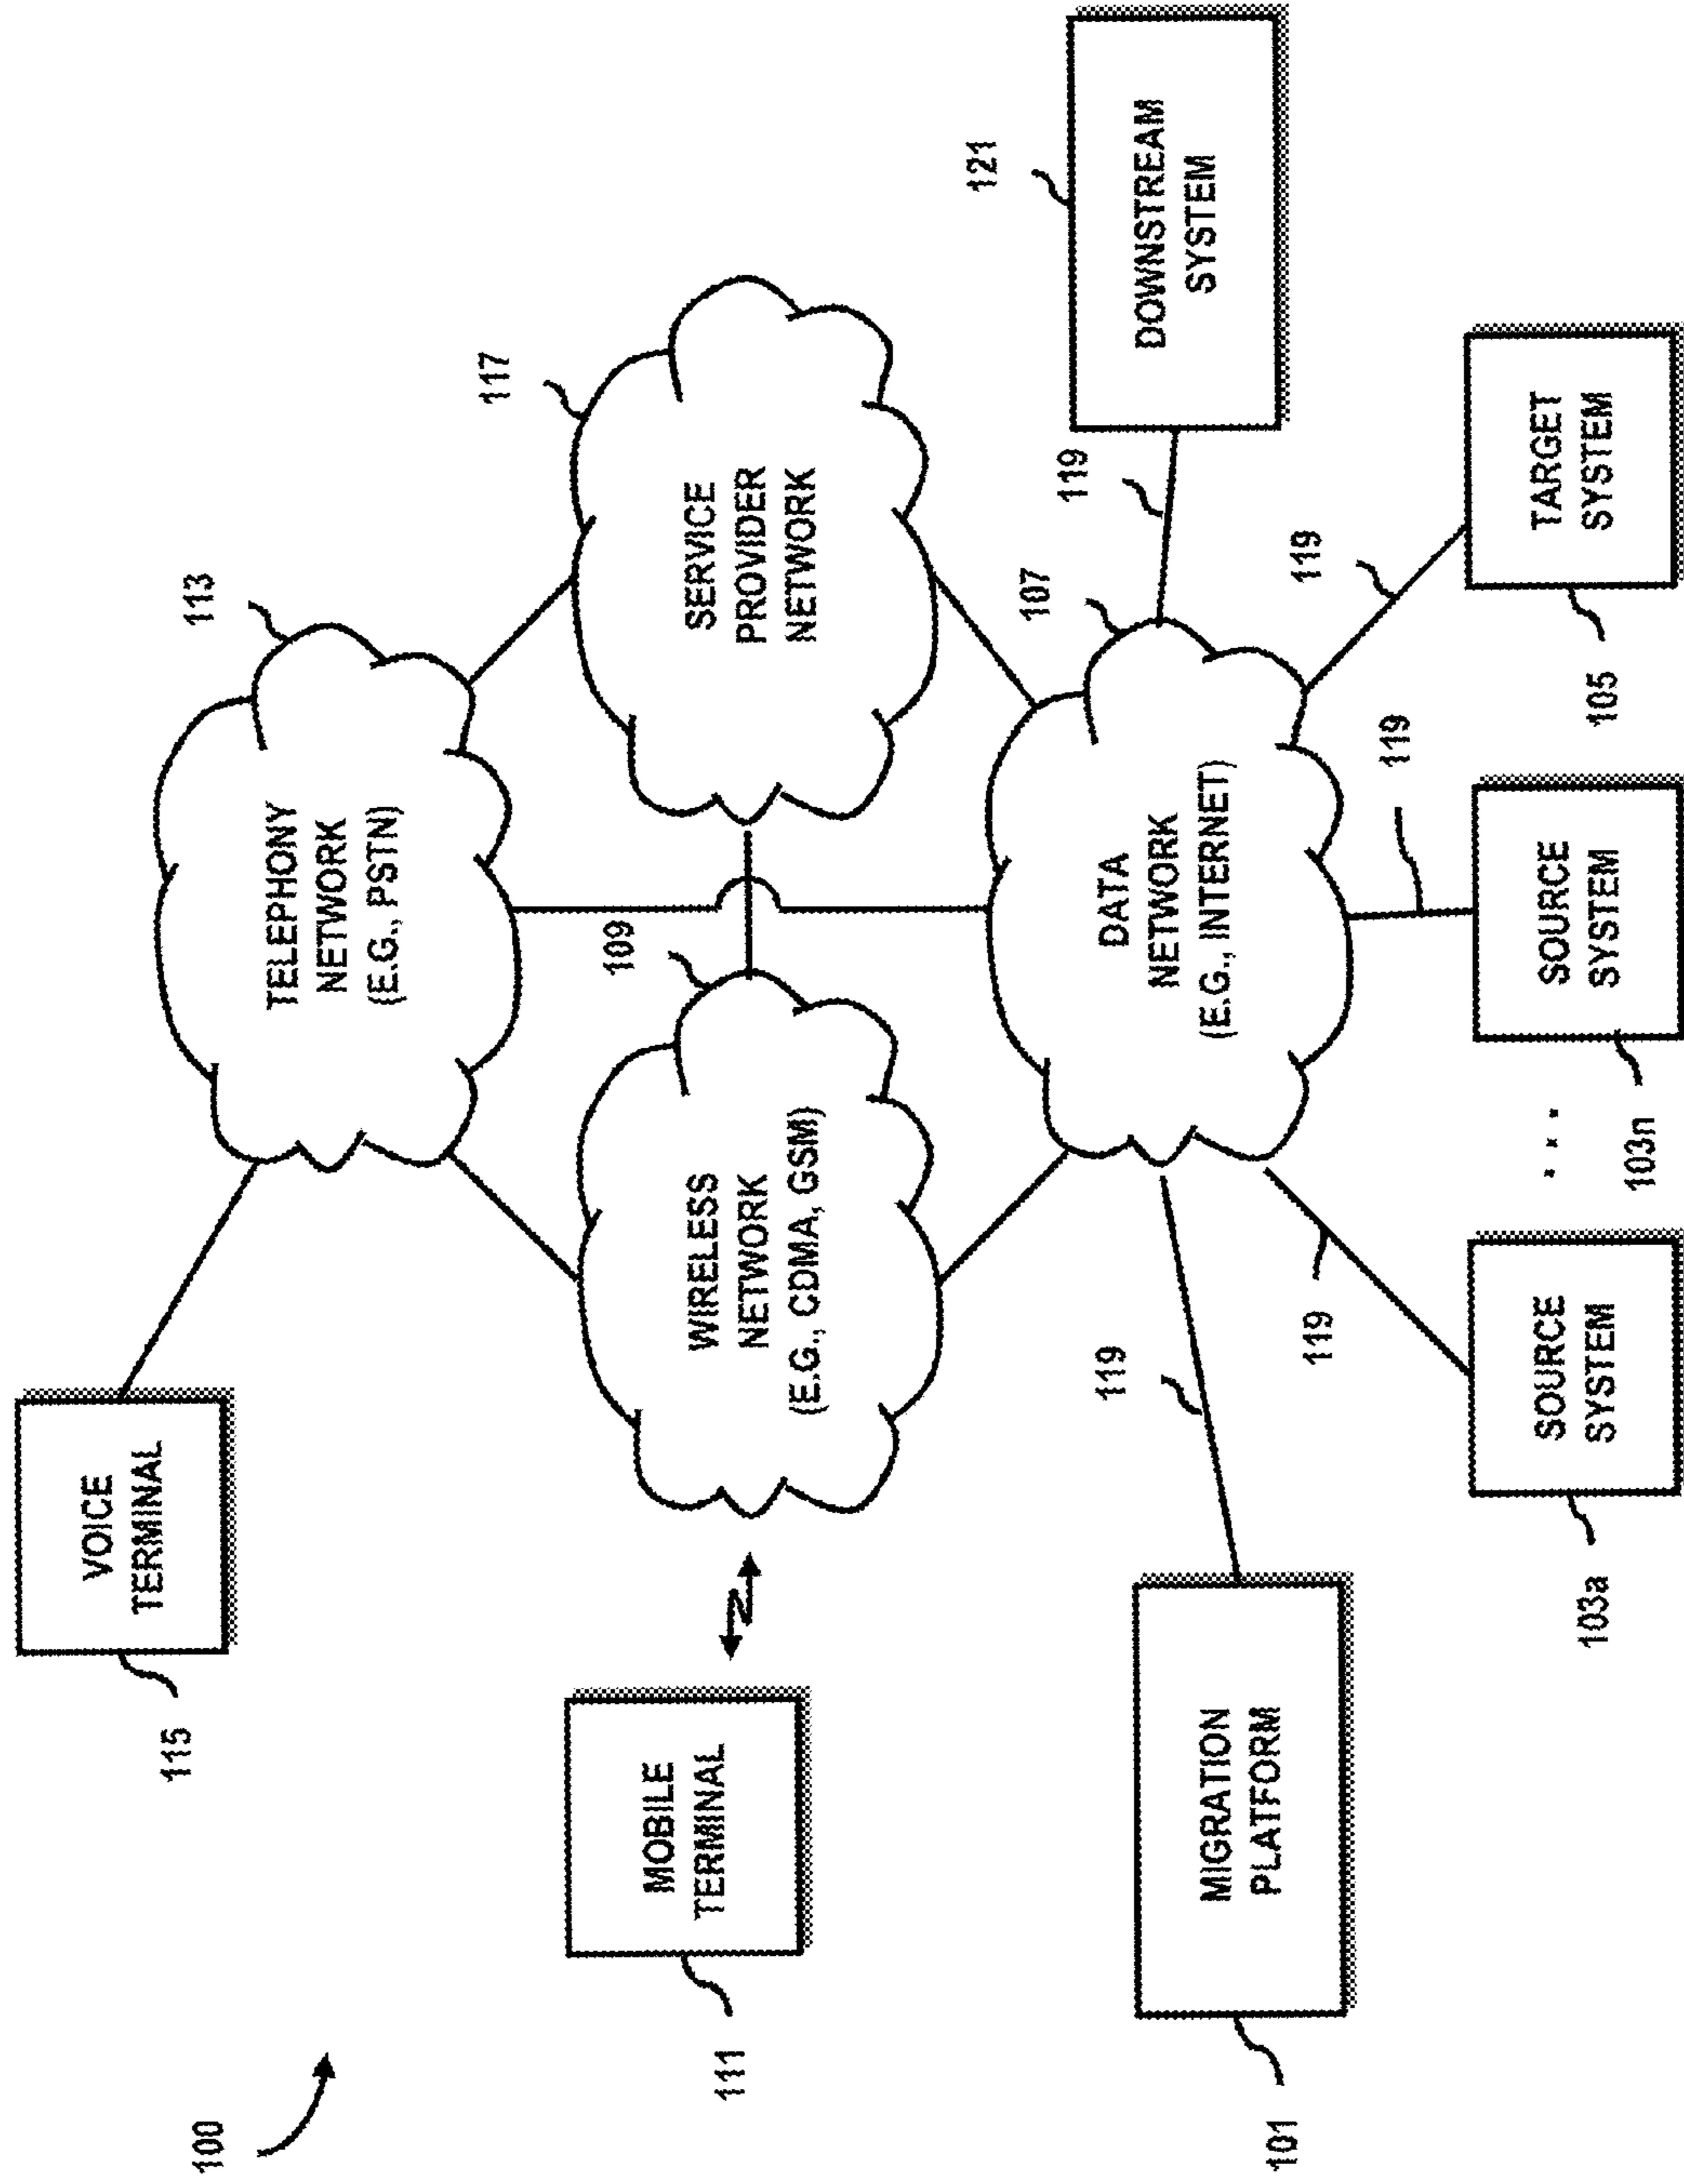 100
115
VOICE
TERMINAL
113
TELEPHONY
NETWORK
(E.G., PSTN)
111
MOBILE
TERMINAL
109
WIRELESS
NETWORK
(E.G., CDMA, GSM)
117
SERVICE
PROVIDER
NETWORK
101
MIGRATION
PLATFORM
119
107
DATA
NETWORK
(E.G., INTERNET)
119
121
DOWNSTREAM
SYSTEM
119
119
119
103a
SOURCE
SYSTEM
. . .
103n
SOURCE
SYSTEM
105
TARGET
SYSTEM